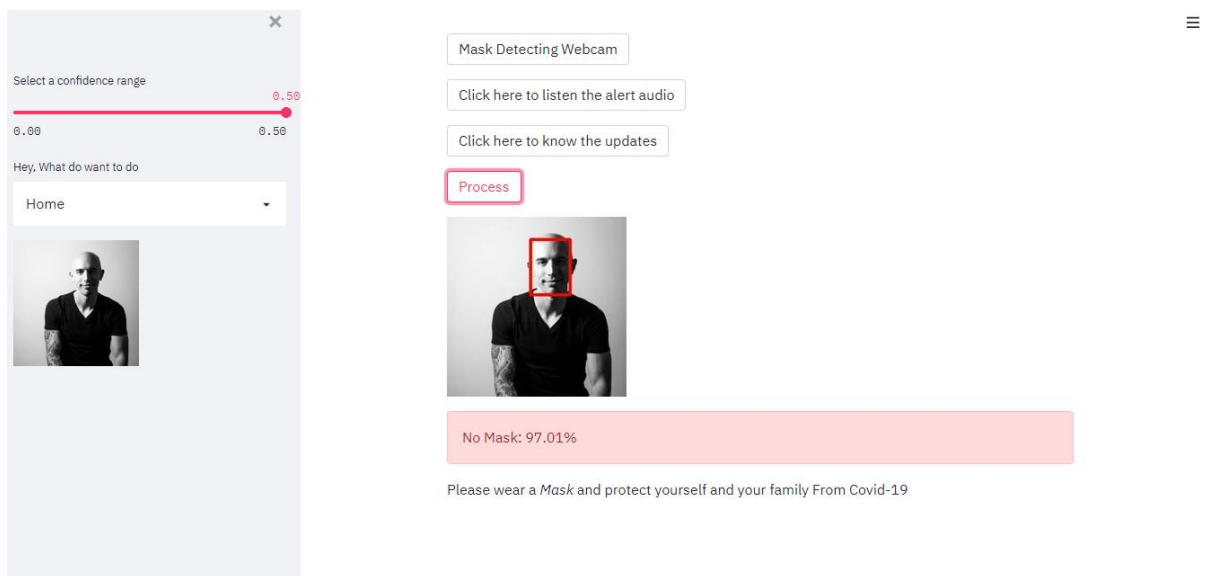 Select a confidence range
0.50
0.00 0.50
Hey, What do want to do
Home
Mask Detecting Webcam
Click here to listen the alert audio
Click here to know the updates
Process
No Mask: 97.01%
Please wear a Mask and protect yourself and your family From Covid-19